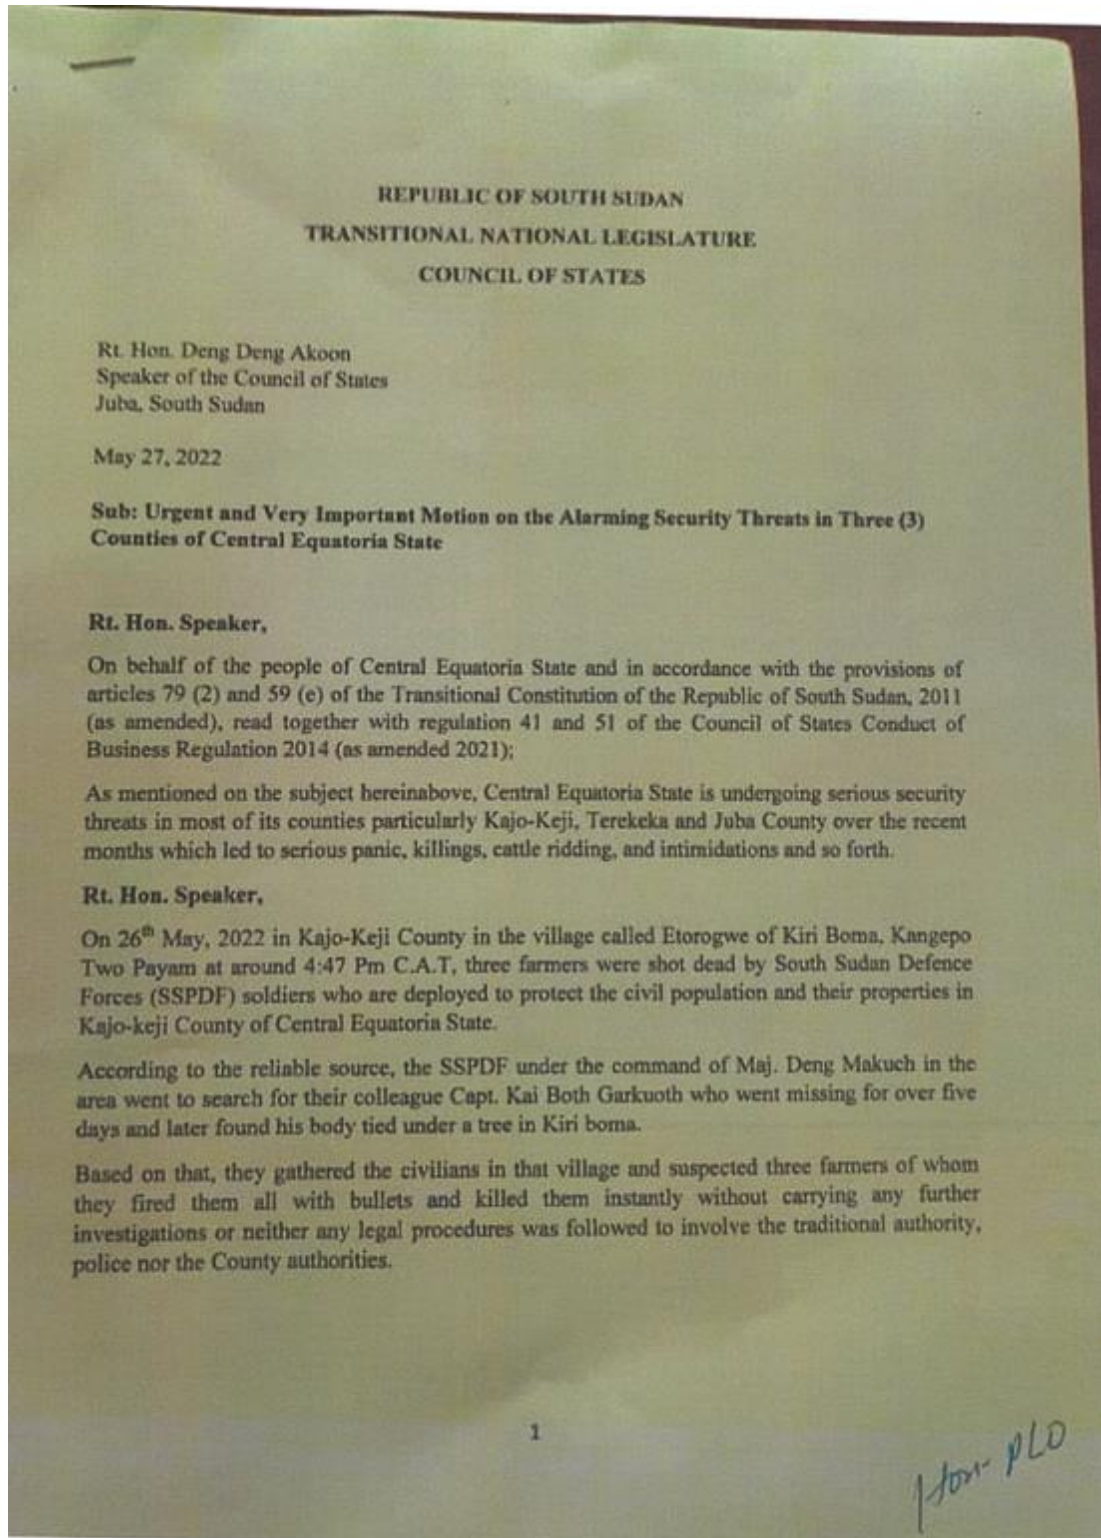 REPUBLIC OF SOUTH SUDAN
TRANSITIONAL NATIONAL LEGISLATURE
COUNCIL OF STATES
Rt. Hon. Deng Deng Akoon
Speaker of the Council of States
Juba, South Sudan
May 27, 2022
Sub: Urgent and Very Important Motion on the Alarming Security Threats in Three (3)
Counties of Central Equatoria State
Rt. Hon. Speaker,
On behalf of the people of Central Equatoria State and in accordance with the provisions of
articles 79 (2) and 59 (e) of the Transitional Constitution of the Republic of South Sudan, 2011
(as amended), read together with regulation 41 and 51 of the Council of States Conduct of
Business Regulation 2014 (as amended 2021);
As mentioned on the subject hereinabove, Central Equatoria State is undergoing serious security
threats in most of its counties particularly Kajo-Keji, Terekeka and Juba County over the recent
months which led to serious panic, killings, cattle ridding, and intimidations and so forth.
Rt. Hon. Speaker,
On 26th May, 2022 in Kajo-Keji County in the village called Etorogwe of Kiri Boma, Kangepo
Two Payam at around 4:47 Pm C.A.T, three farmers were shot dead by South Sudan Defence
Forces (SSPDF) soldiers who are deployed to protect the civil population and their properties in
Kajo-keji County of Central Equatoria State.
According to the reliable source, the SSPDF under the command of Maj. Deng Makuch in the
area went to search for their colleague Capt. Kai Both Garkuoth who went missing for over five
days and later found his body tied under a tree in Kiri boma.
Based on that, they gathered the civilians in that village and suspected three farmers of whom
they fired them all with bullets and killed them instantly without carrying any further
investigations or neither any legal procedures was followed to involve the traditional authority,
police nor the County authorities.
1
Hon- PLO